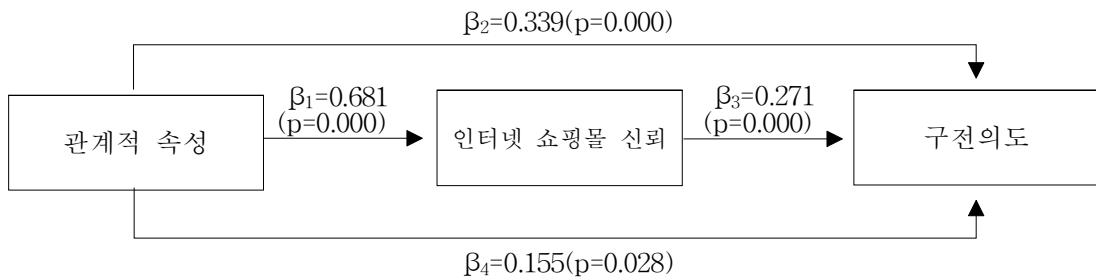 β₂=0.339(p=0.000)
β₁=0.681
(p=0.000)
β₃=0.271
(p=0.000)
관계적 속성
인터넷 쇼핑몰 신뢰
구전의도
β₄=0.155(p=0.028)